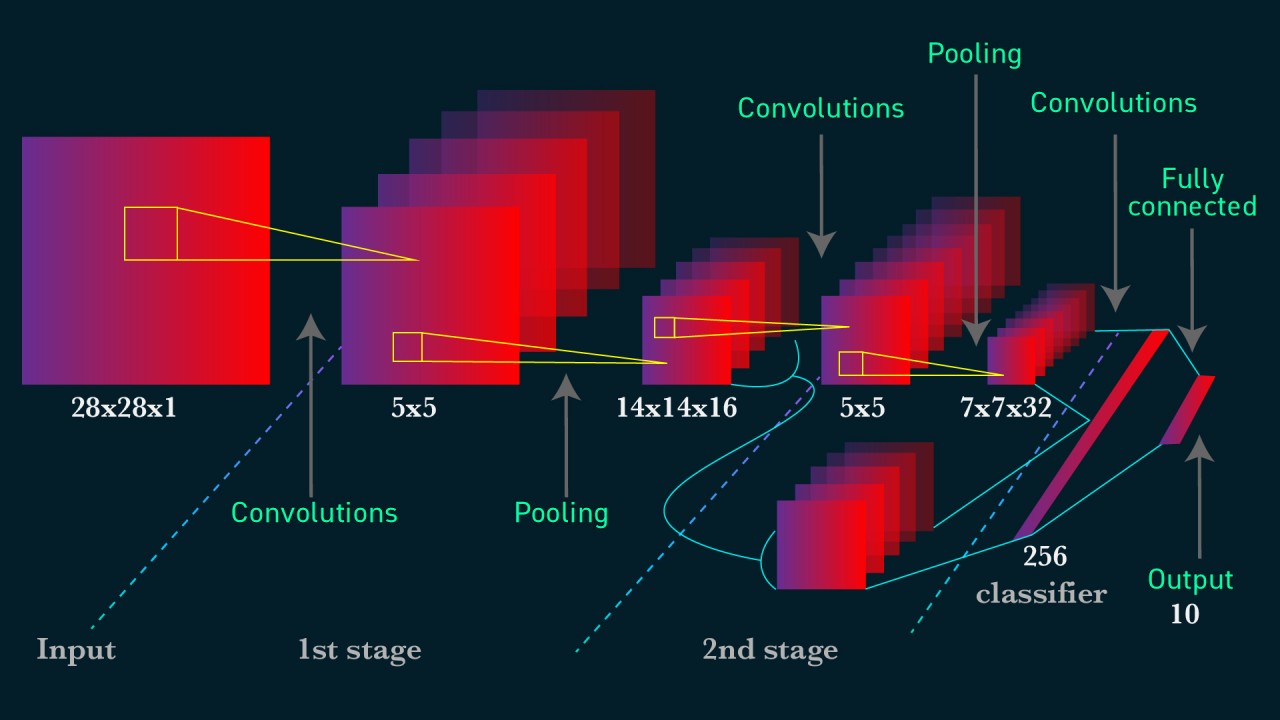 Pooling
Convolutions
Convolutions
Fully
connected
28x28x1
5x5
14x14x16
5x5
7x7x32
Convolutions
Pooling
256
classifier
Output
10
Input
1st stage
2nd stage